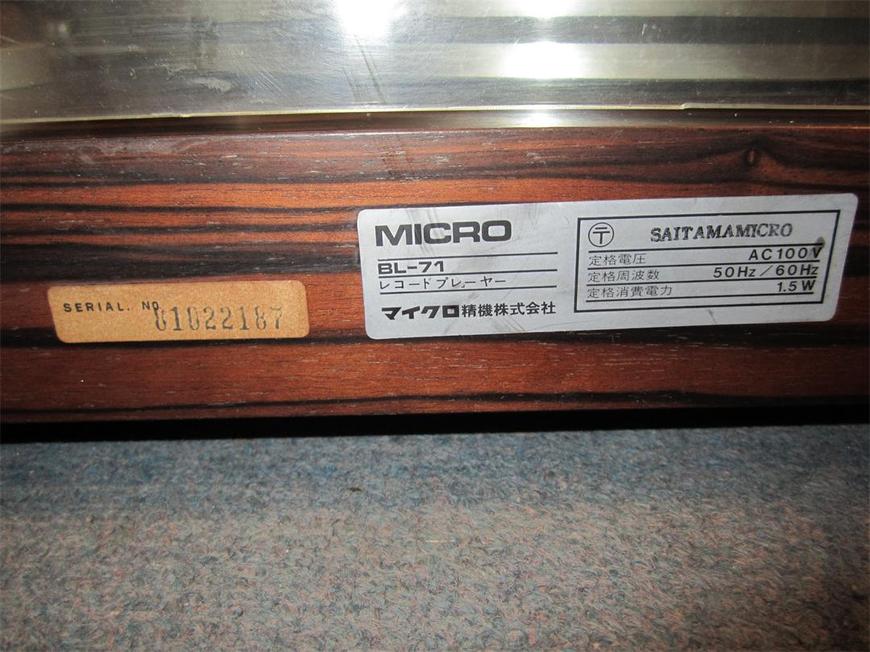 MICRO
BL-71
レコードプレーヤー
マイクロ精機株式会社
〒 SAITAMAMICRO
定格電圧 AC100V
定格周波数 50Hz/60Hz
定格消費電力 1.5W
SERIAL. NO. 01022187